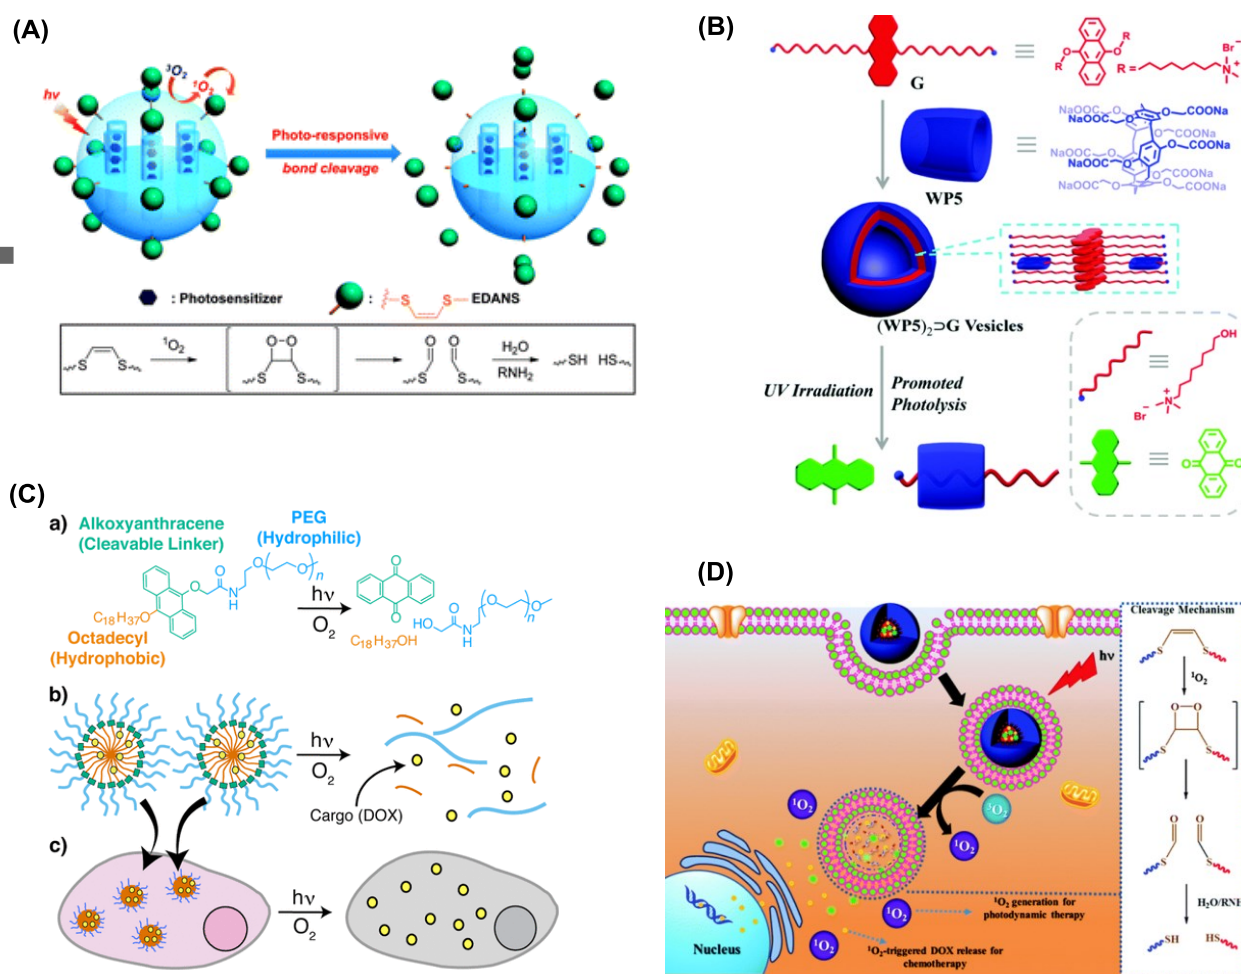 (A)
hν
³O₂
¹O₂
Photo-responsive
bond cleavage
: Photosensitizer
: S S EDANS
S S
¹O₂
O–O
S S
O O
S S
H₂O
RNH₂
SH HS
(B)
G
R
O
O
R
R =
Br⁻
N⁺
WP5
NaOOC COONa
NaOOC COONa
NaOOC COONa
NaOOC COONa
NaOOC COONa
(WP5)₂⊃G Vesicles
UV Irradiation
Promoted
Photolysis
OH
N⁺
Br⁻
O O
(C)
a)
Alkoxyanthracene
(Cleavable Linker)
PEG
(Hydrophilic)
O
O
N
H
O
O
n
C₁₈H₃₇O
Octadecyl
(Hydrophobic)
hν
O₂
O
O
C₁₈H₃₇OH
HO
O
N
H
O
O
n
b)
hν
O₂
Cargo (DOX)
c)
hν
O₂
(D)
hν
¹O₂
³O₂
¹O₂
¹O₂
¹O₂
Nucleus
¹O₂ generation for
photodynamic therapy
¹O₂-triggered DOX release for
chemotherapy
Cleavage Mechanism
S S
¹O₂
O–O
S S
O O
S S
H₂O/RNH
SH HS